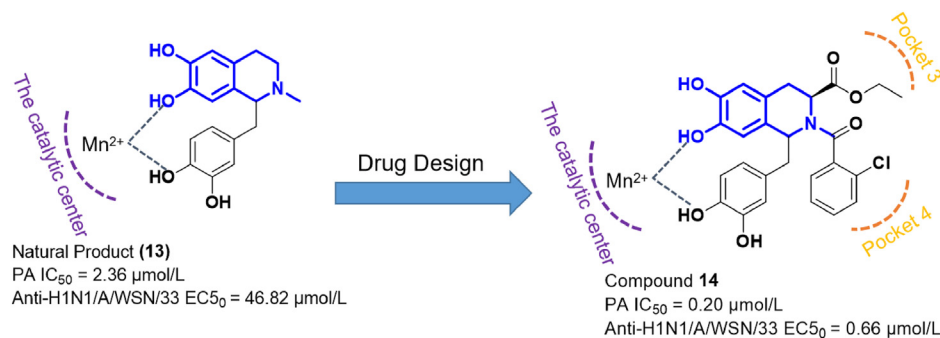 The catalytic center
Mn2+
HO
HO
N
HO
OH
Natural Product (13)
PA IC50 = 2.36 μmol/L
Anti-H1N1/A/WSN/33 EC50 = 46.82 μmol/L
Drug Design
The catalytic center
Mn2+
HO
HO
O
O
N
O
Cl
HO
HO
Pocket 3
Pocket 4
Compound 14
PA IC50 = 0.20 μmol/L
Anti-H1N1/A/WSN/33 EC50 = 0.66 μmol/L